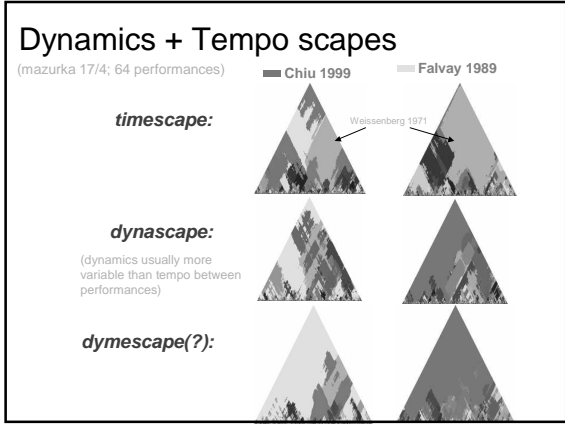 Dynamics + Tempo scapes
(mazurka 17/4; 64 performances)
Chiu 1999
Falvay 1989
timescape:
Weissenberg 1971
dynascape:
(dynamics usually more
variable than tempo between
performances)
dymescape(?):